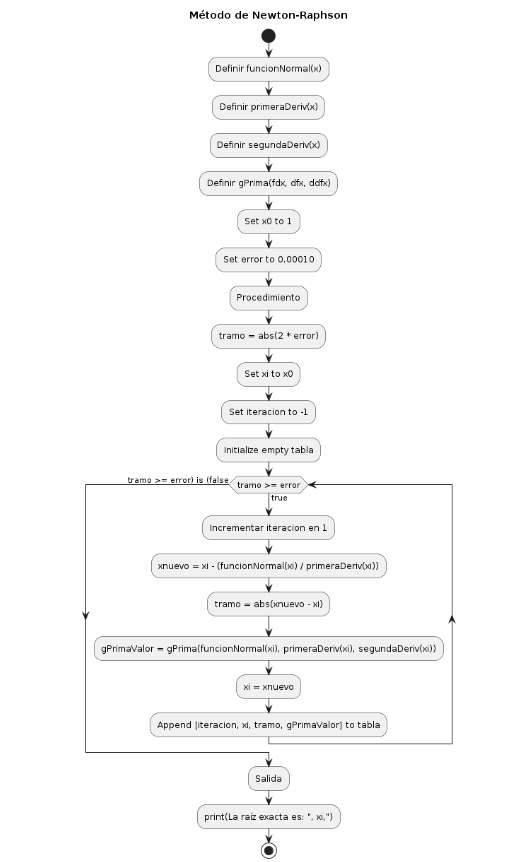 Método de Newton-Raphson
Definir funcionNormal(x)
Definir primeraDeriv(x)
Definir segundaDeriv(x)
Definir gPrima(fdx, dfx, ddfx)
Set x0 to 1
Set error to 0.00010
Procedimiento
tramo = abs(2 * error)
Set xi to x0
Set iteracion to -1
Initialize empty tabla
tramo >= error) is (false
tramo >= error
true
Incrementar iteracion en 1
xnuevo = xi - (funcionNormal(xi) / primeraDeriv(xi))
tramo = abs(xnuevo - xi)
gPrimaValor = gPrima(funcionNormal(xi), primeraDeriv(xi), segundaDeriv(xi))
xi = xnuevo
Append [iteracion, xi, tramo, gPrimaValor] to tabla
Salida
print(La raíz exacta es: ", xi,")